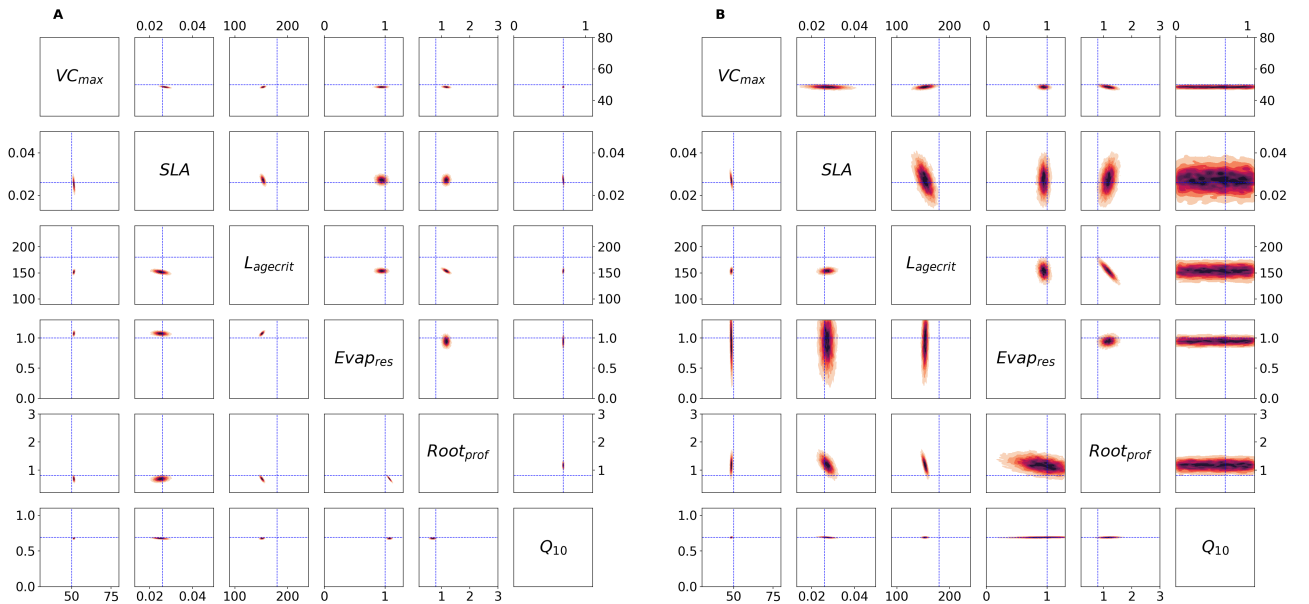 A
B
0.02 0.04 100 200 0 1 0 1 2 3 0 1
0.02 0.04 100 200 0 1 0 1 2 3 0 1
VCmax 80 60 40
VCmax 80 60 40
0.04 0.02 SLA 0.04 0.02
0.04 0.02 SLA 0.04 0.02
200 150 100 Lagecrit 200 150 100
200 150 100 Lagecrit 200 150 100
1.0 0.5 0.0 Evapres 1.0 0.5 0.0
1.0 0.5 0.0 Evapres 1.0 0.5 0.0
3 2 1 Rootprof 3 2 1
3 2 1 Rootprof 3 2 1
1.0 0.5 0.0 Q10
1.0 0.5 0.0 Q10
50 75 0.02 0.04 100 200 0 1 0 1 2 3
50 75 0.02 0.04 100 200 0 1 0 1 2 3